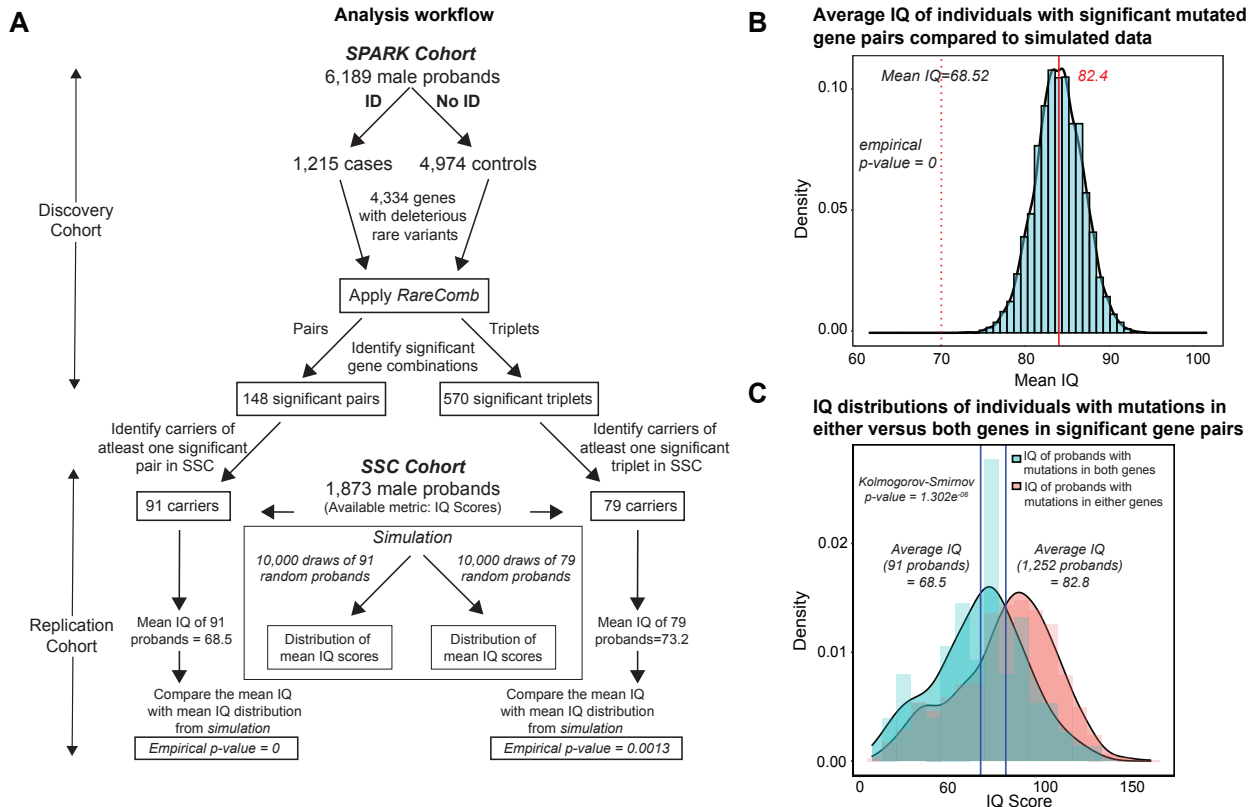 A
Analysis workflow
SPARK Cohort
6,189 male probands
ID
No ID
1,215 cases
4,974 controls
4,334 genes
with deleterious
rare variants
Discovery
Cohort
Apply RareComb
Pairs
Triplets
Identify significant
gene combinations
148 significant pairs
570 significant triplets
Identify carriers of
atleast one significant
pair in SSC
Identify carriers of
atleast one significant
triplet in SSC
SSC Cohort
1,873 male probands
(Available metric: IQ Scores)
91 carriers
79 carriers
Simulation
10,000 draws of 91
random probands
10,000 draws of 79
random probands
Replication
Cohort
Mean IQ of 91
probands = 68.5
Distribution of
mean IQ scores
Distribution of
mean IQ scores
Mean IQ of 79
probands=73.2
Compare the mean IQ
with mean IQ distribution
from simulation
Compare the mean IQ
with mean IQ distribution
from simulation
Empirical p-value = 0
Empirical p-value = 0.0013
B
Average IQ of individuals with significant mutated
gene pairs compared to simulated data
Mean IQ=68.52
82.4
empirical
p-value = 0
Density
0.10
0.05
0.00
60 70 80 90 100
Mean IQ
C
IQ distributions of individuals with mutations in
either versus both genes in significant gene pairs
IQ of probands with
mutations in both genes
IQ of probands with
mutations in either genes
Kolmogorov-Smirnov
p-value = 1.302e-06
Average IQ
(91 probands)
= 68.5
Average IQ
(1,252 probands)
= 82.8
Density
0.02
0.01
0.00
0 60 100 150
IQ Score